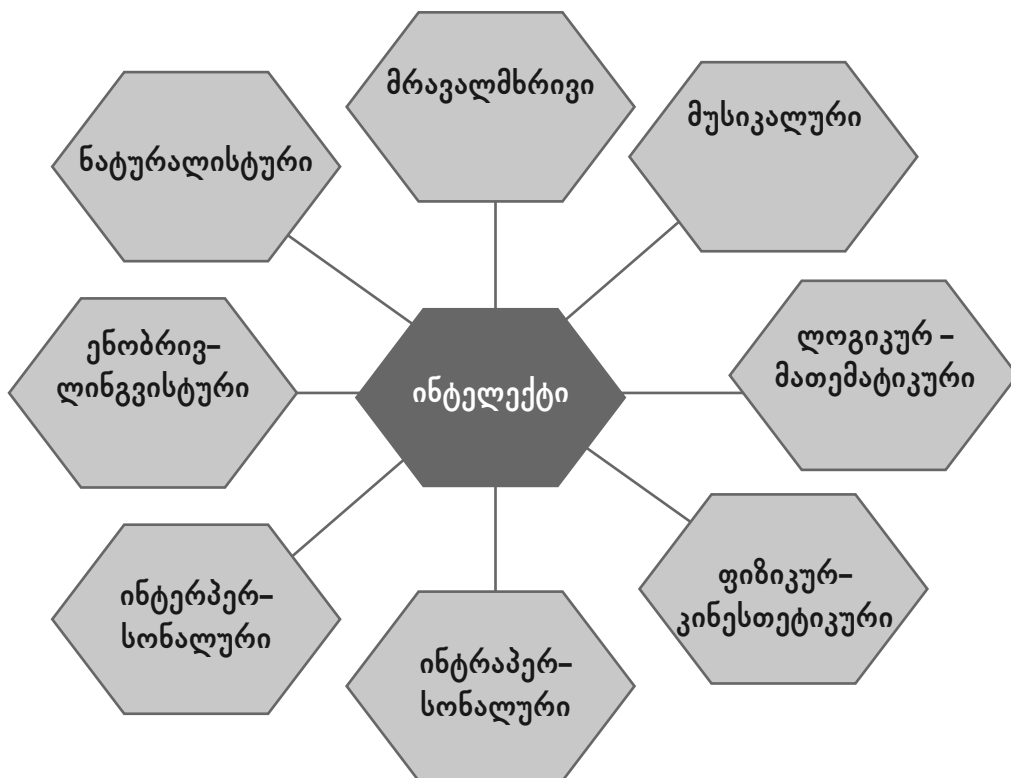 მრავალმხრივი
მუსიკალური
ნატურალისტური
ლოგიკურ –
მათემატიკური
ენობრივ–
ლინგვისტური
ინტელექტი
ფიზიკურ–
კინესთეტიკური
ინტერპერ–
სონალური
ინტრაპერ–
სონალური